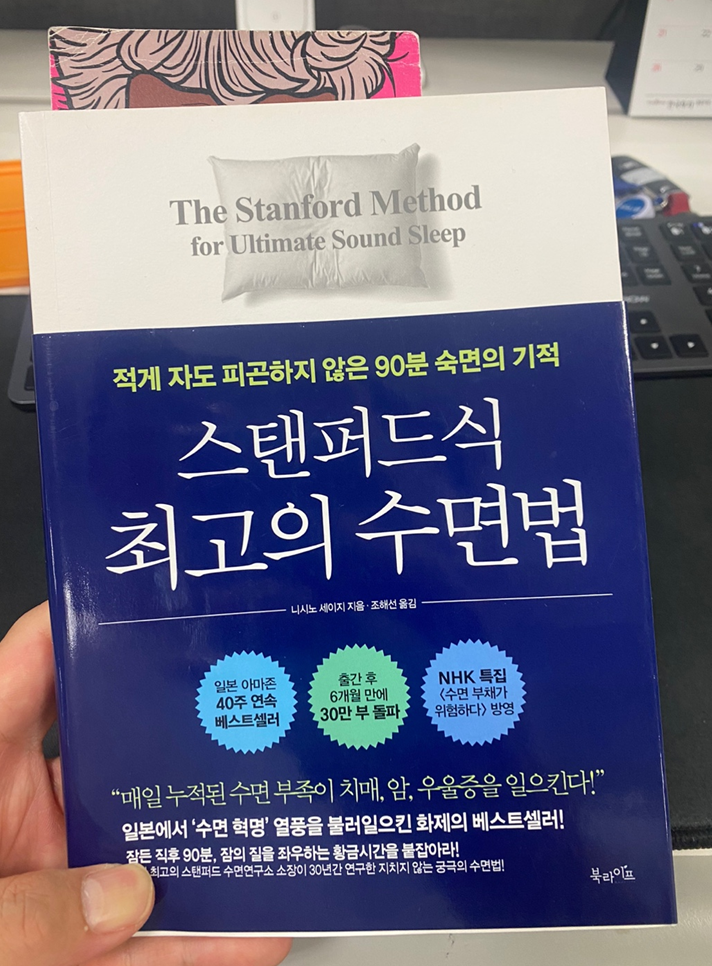 The Stanford Method
for Ultimate Sound Sleep
적게 자도 피곤하지 않은 90분 숙면의 기적
스탠퍼드식
최고의 수면법
니시노 세이지 지음 · 조해선 옮김
일본 아마존
40주 연속
베스트셀러
출간 후
6개월 만에
30만 부 돌파
NHK 특집
〈수면 부채가
위험하다〉 방영
“매일 누적된 수면 부족이 치매, 암, 우울증을 일으킨다!”
일본에서 ‘수면 혁명’ 열풍을 불러일으킨 화제의 베스트셀러!
잠든 직후 90분, 잠의 질을 좌우하는 황금시간을 붙잡아라!
최고의 스탠퍼드 수면연구소 소장이 30년간 연구한 지치지 않는 궁극의 수면법!
북라이프